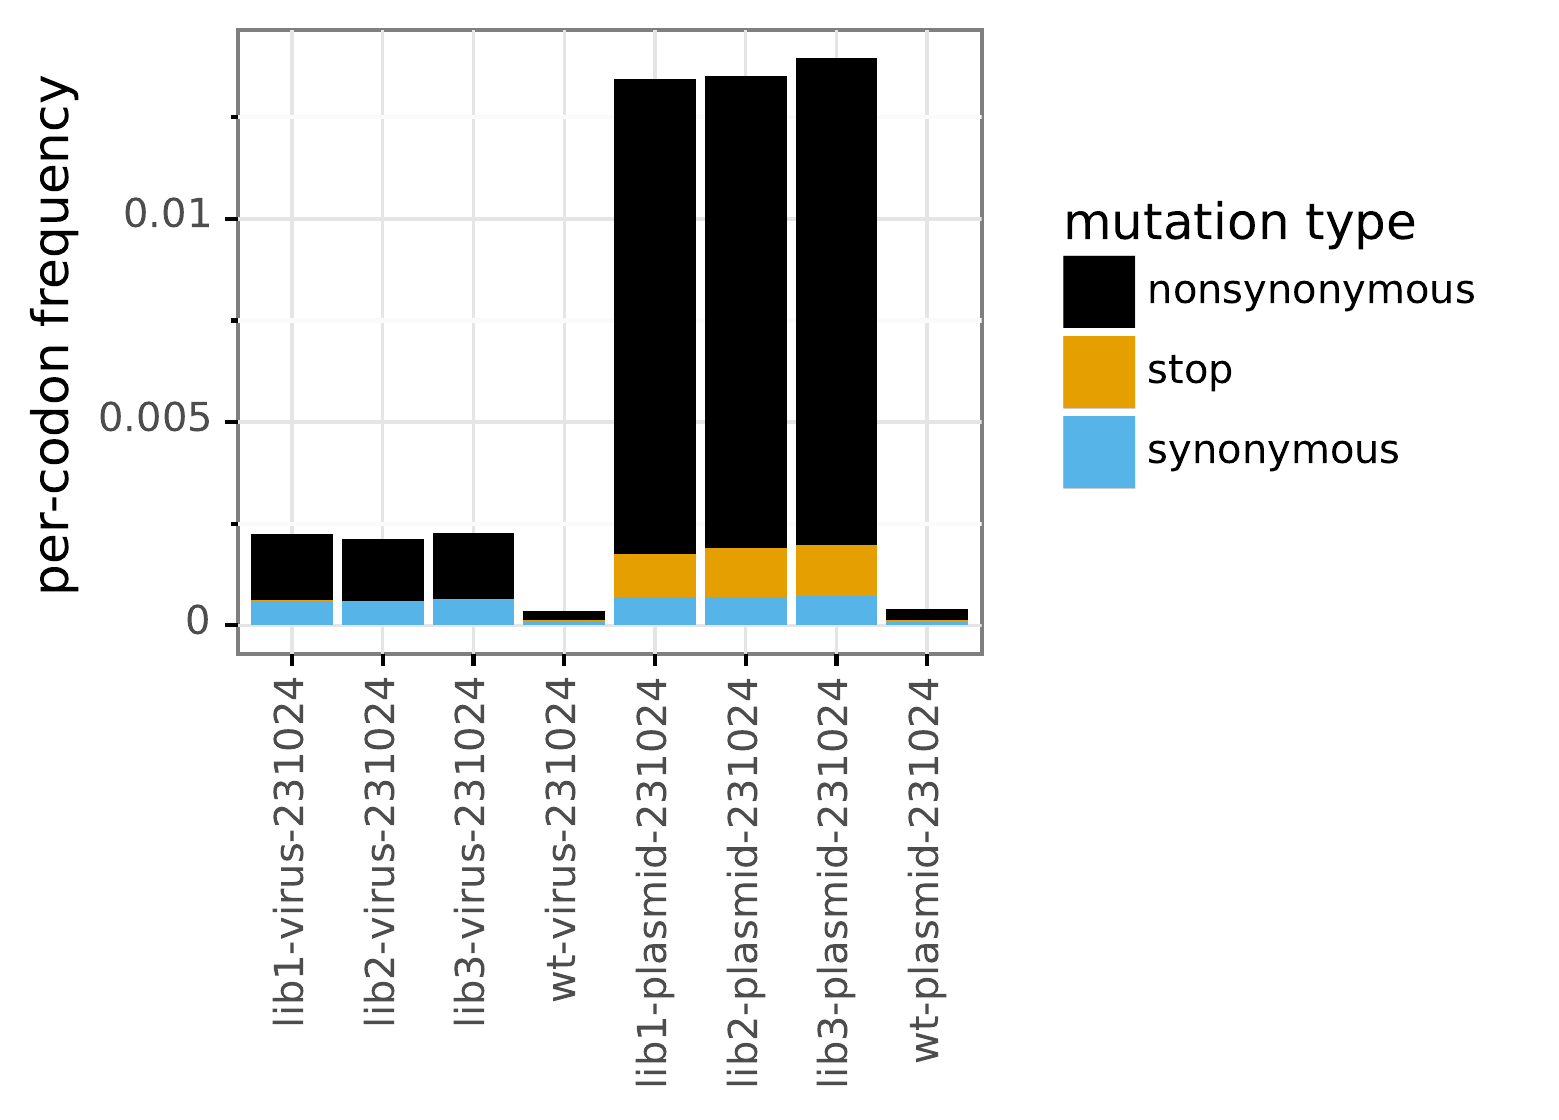 per-codon frequency
0.01
0.005
0
lib1-virus-231024
lib2-virus-231024
lib3-virus-231024
wt-virus-231024
lib1-plasmid-231024
lib2-plasmid-231024
lib3-plasmid-231024
wt-plasmid-231024
mutation type
nonsynonymous
stop
synonymous